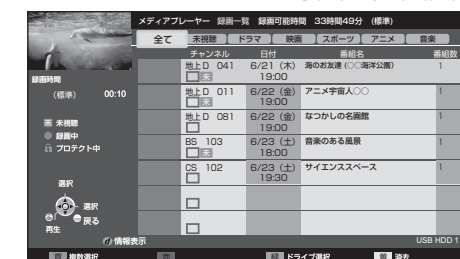 メディアプレーヤー 録画一覧 録画可能時間 33時間49分 (標準)
全て 未視聴 ドラマ 映画 スポーツ アニメ 音楽
チャンネル 日付 番組名 番組数
地上D 041 6/21 (木) 海のお友達 (○○海洋公園) 1
未 19:00
地上D 011 6/22 (金) アニメ宇宙人○○ 1
未 19:00
地上D 081 6/22 (金) なつかしの名画館 1
19:00
BS 103 6/23 (土) 音楽のある風景 1
未 18:00
CS 102 6/23 (土) サイエンススペース 1
19:30
録画時間
(標準) 00:10
未 未視聴
録画中
プロテクト中
選択
選択
戻る
再生
情報表示
USB HDD 1
青 複数選択 緑 ドライブ選択 黄 消去